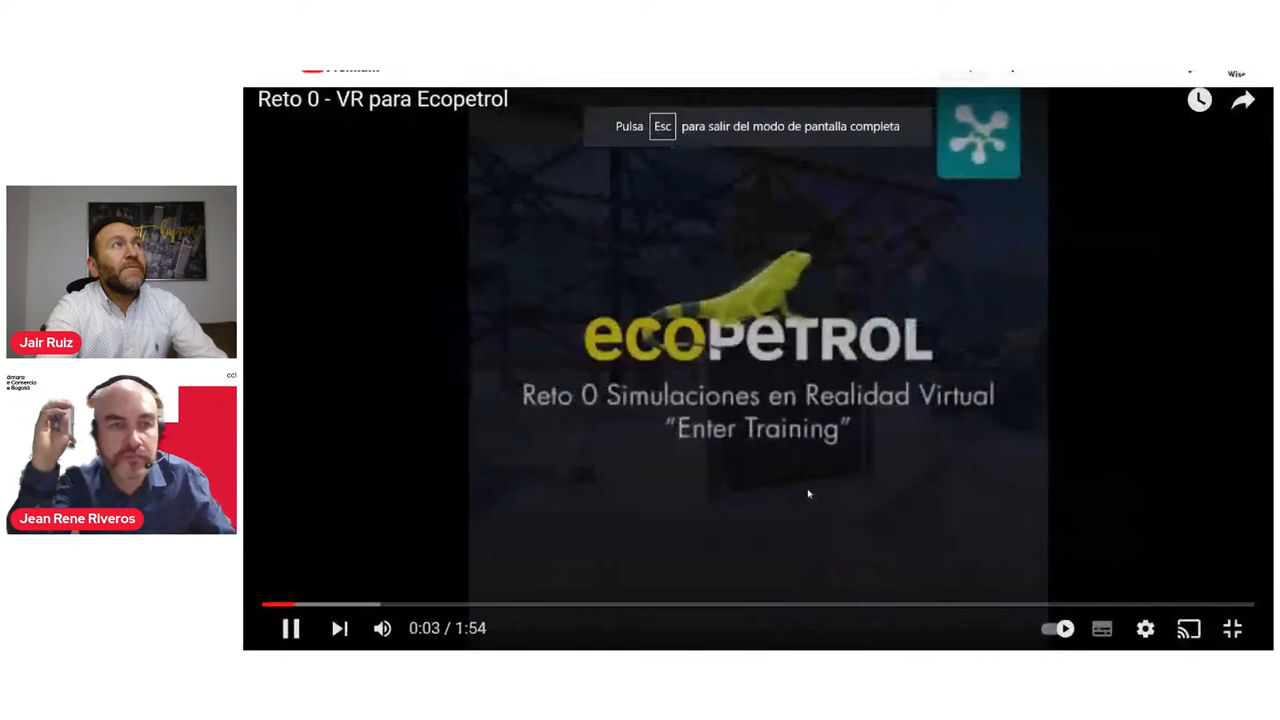 Reto 0 - VR para Ecopetrol
Pulsa Esc para salir del modo de pantalla completa
Wise
ecoPETROL
Reto 0 Simulaciones en Realidad Virtual
"Enter Training"
0:03 / 1:54
Jair Ruiz
Jean Rene Riveros